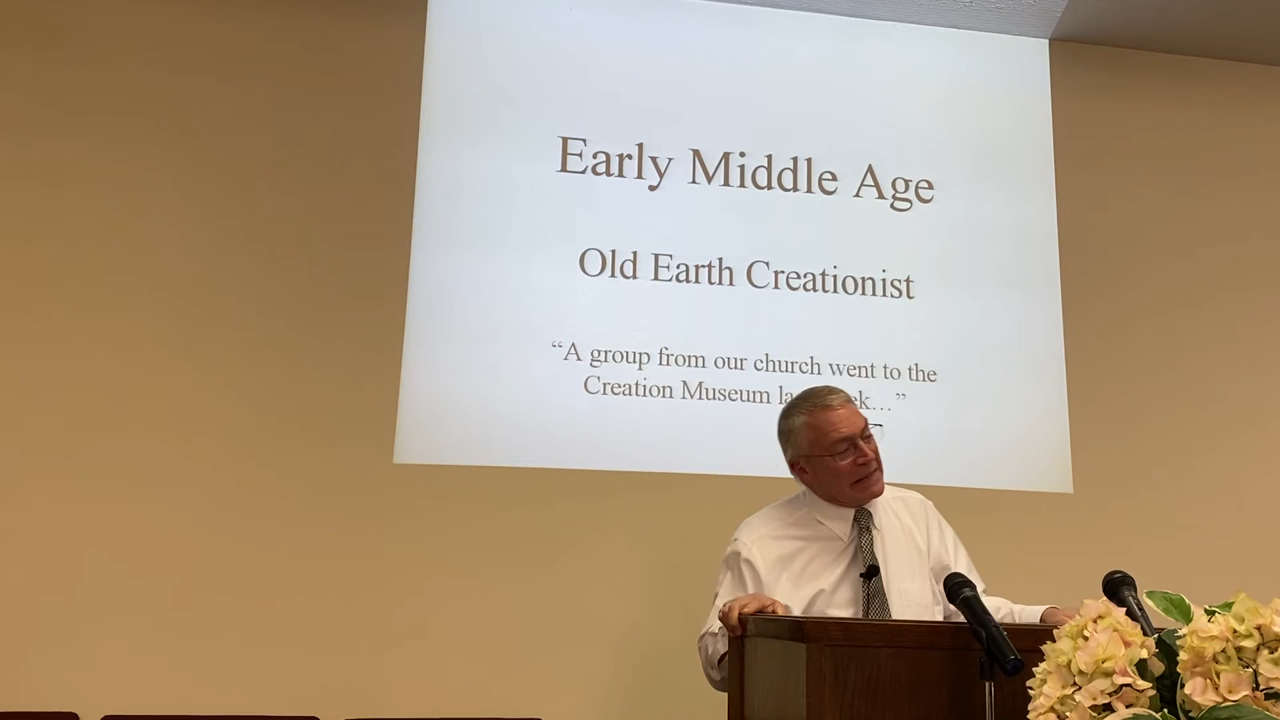 Early Middle Age
Old Earth Creationist
“A group from our church went to the
Creation Museum